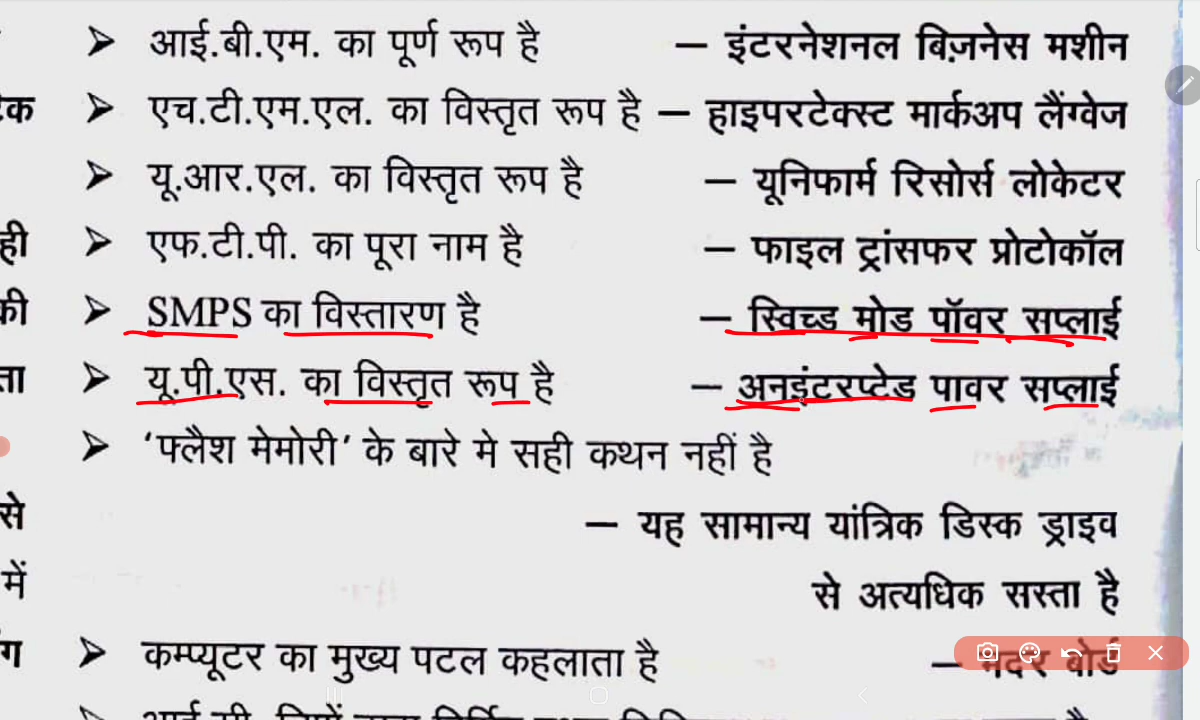 ➤ आई.बी.एम. का पूर्ण रूप है – इंटरनेशनल बिज़नेस मशीन
➤ एच.टी.एम.एल. का विस्तृत रूप है – हाइपरटेक्स्ट मार्कअप लैंग्वेज
➤ यू.आर.एल. का विस्तृत रूप है – यूनिफार्म रिसोर्स लोकेटर
ही ➤ एफ.टी.पी. का पूरा नाम है – फाइल ट्रांसफर प्रोटोकॉल
➤ SMPS का विस्तारण है – स्विच्ड मोड पॉवर सप्लाई
➤ यू.पी.एस. का विस्तृत रूप है – अनइंटरप्टेड पावर सप्लाई
➤ ‘फ्लैश मेमोरी’ के बारे मे सही कथन नहीं है
से – यह सामान्य यांत्रिक डिस्क ड्राइव
में से अत्यधिक सस्ता है
➤ कम्प्यूटर का मुख्य पटल कहलाता है – मदर बोर्ड